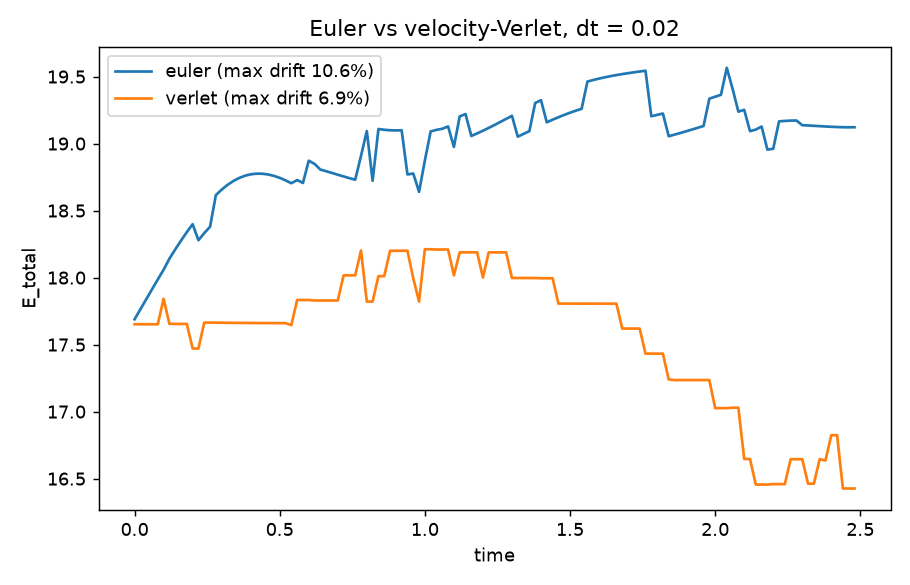 Euler vs velocity-Verlet, dt = 0.02
euler (max drift 10.6%)
verlet (max drift 6.9%)
E_total
19.5
19.0
18.5
18.0
17.5
17.0
16.5
0.0 0.5 1.0 1.5 2.0 2.5
time